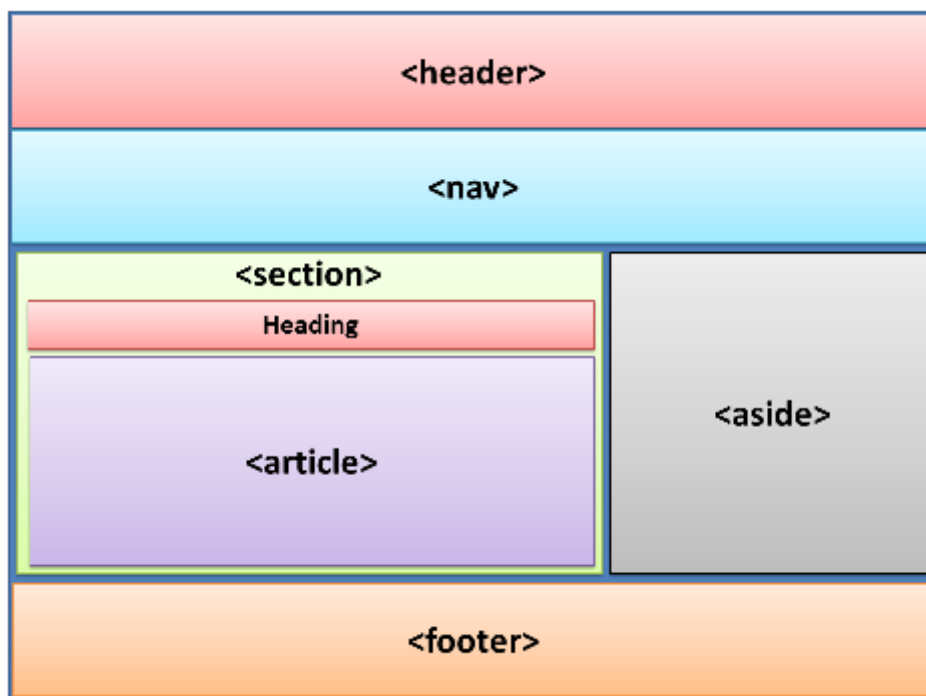 <header>
<nav>
<section>
Heading
<article>
<aside>
<footer>